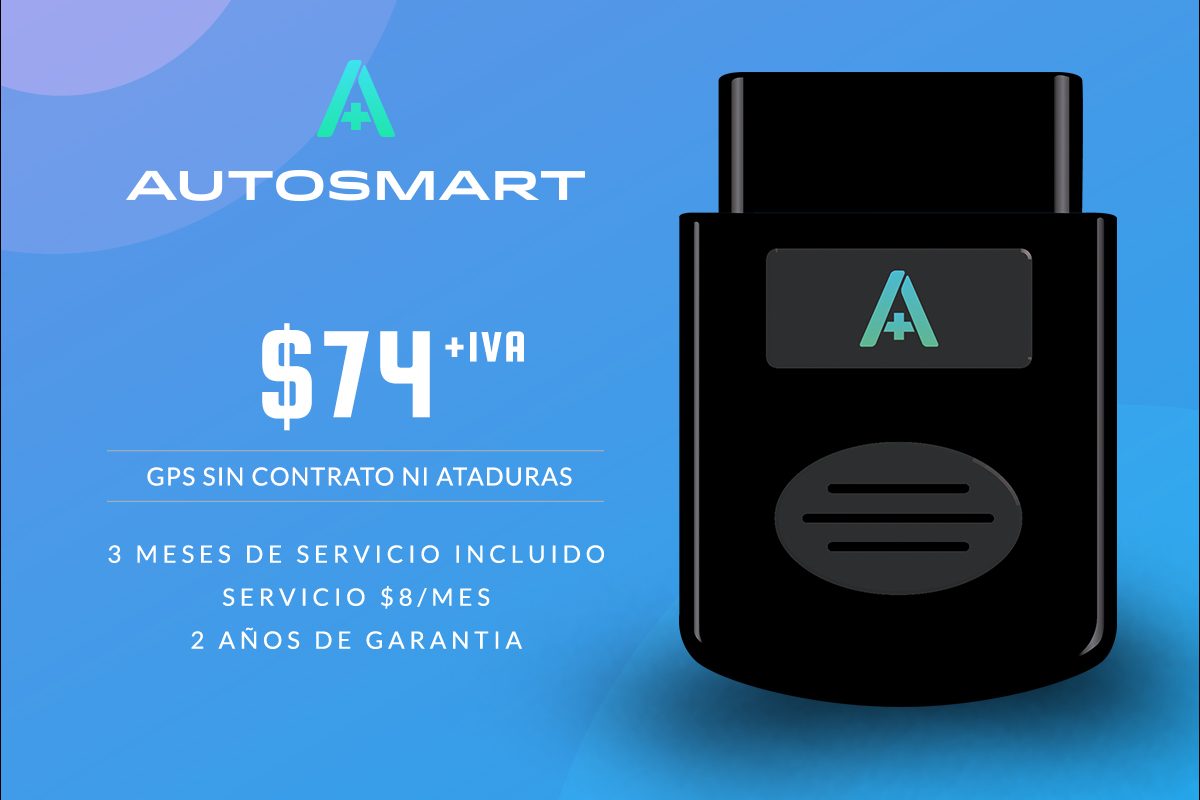 AUTOSMART
$74 +IVA
GPS SIN CONTRATO NI ATADURAS
3 MESES DE SERVICIO INCLUIDO
SERVICIO $8/MES
2 AÑOS DE GARANTIA